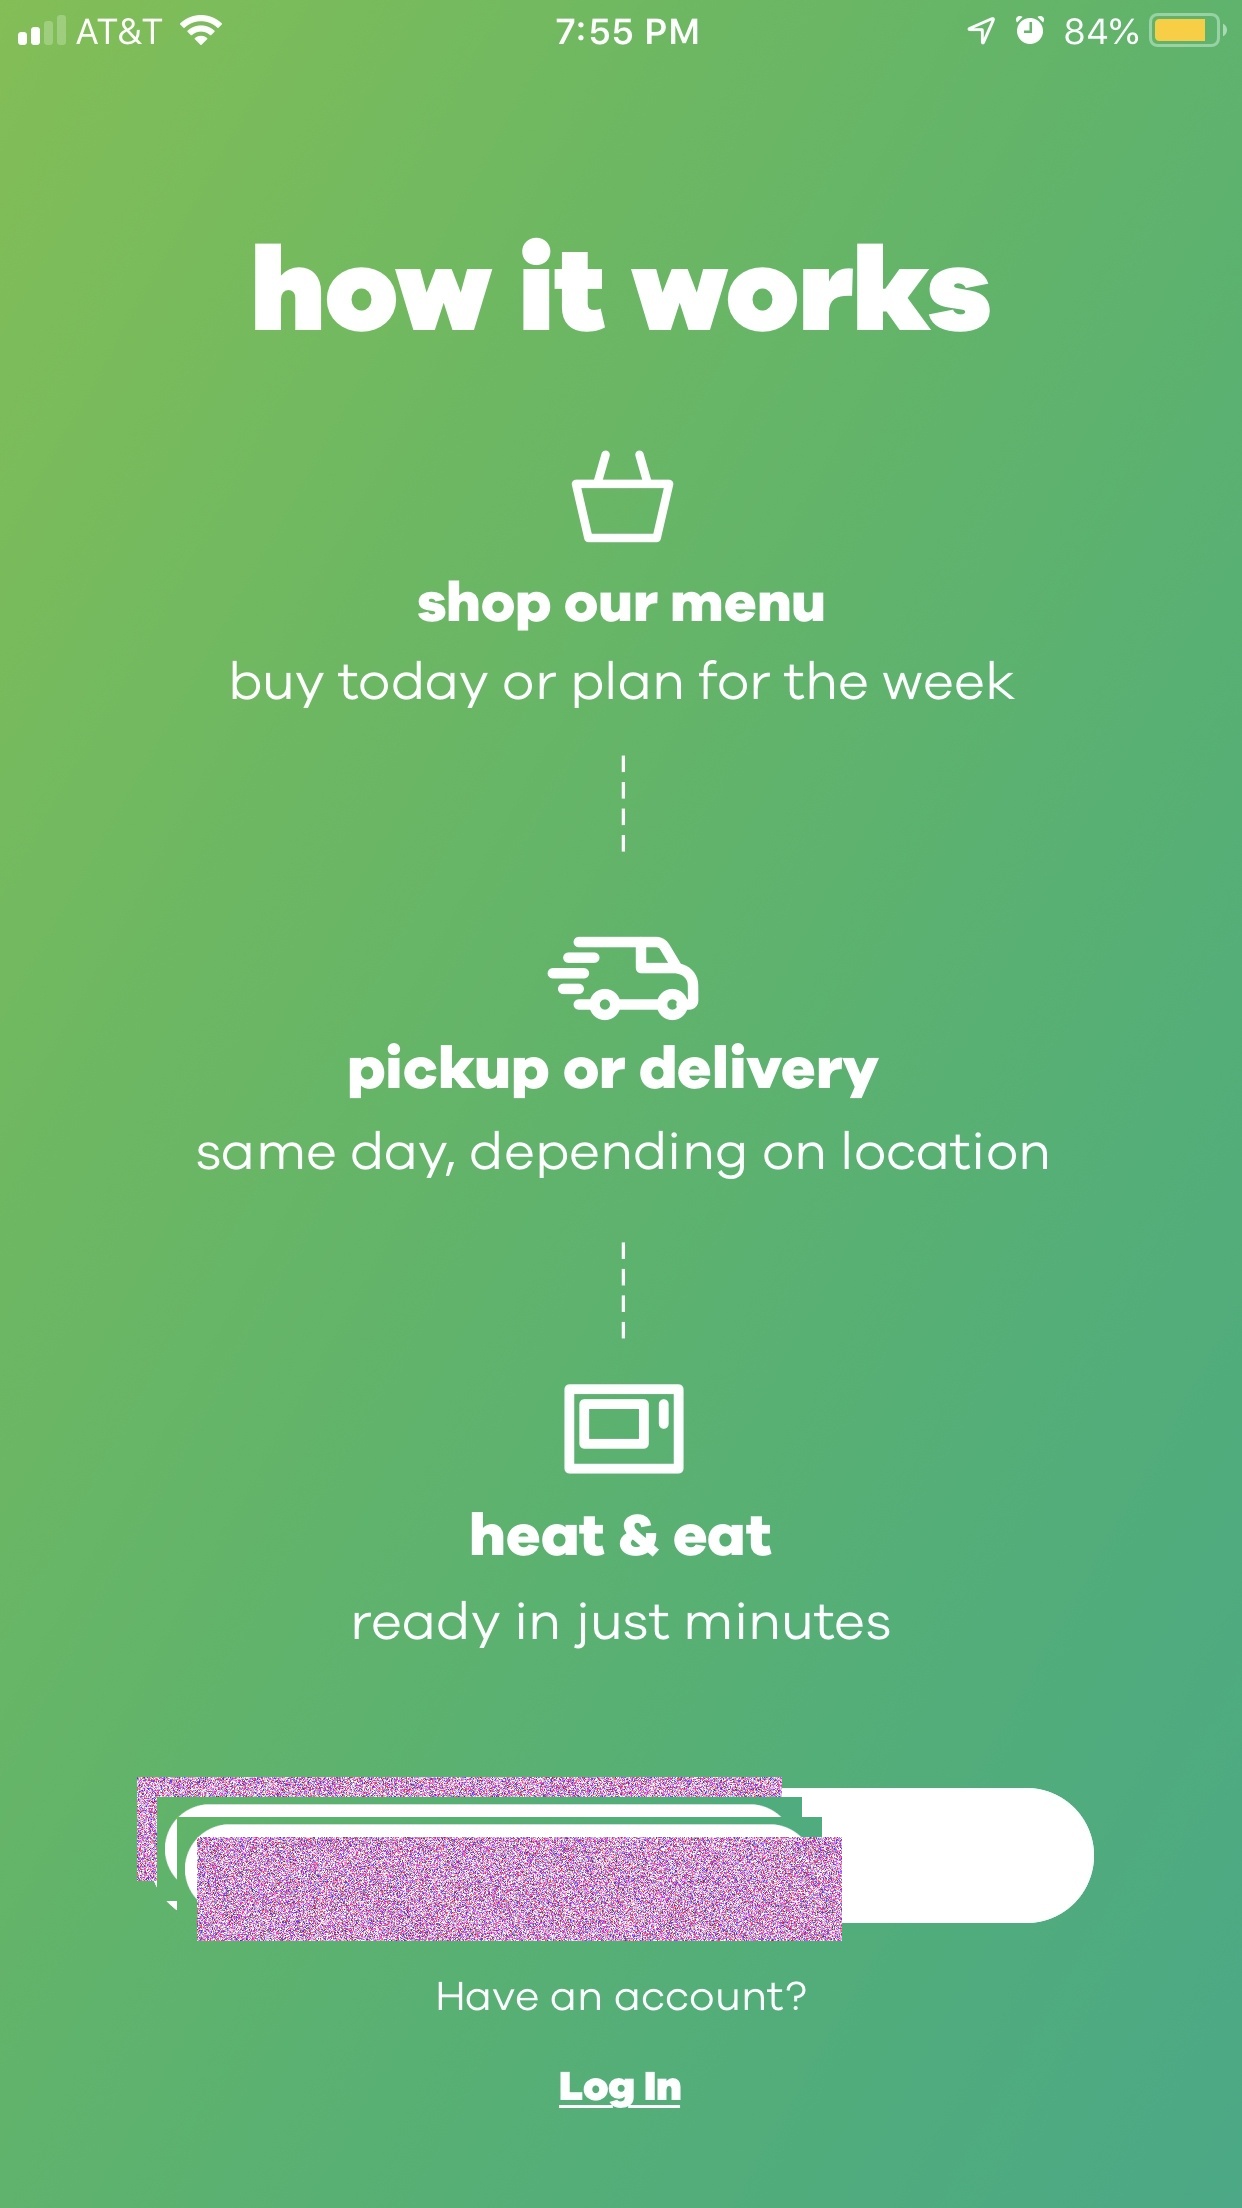 AT&T 7:55 PM 84%
how it works
shop our menu
buy today or plan for the week
pickup or delivery
same day, depending on location
heat & eat
ready in just minutes
Have an account?
Log In